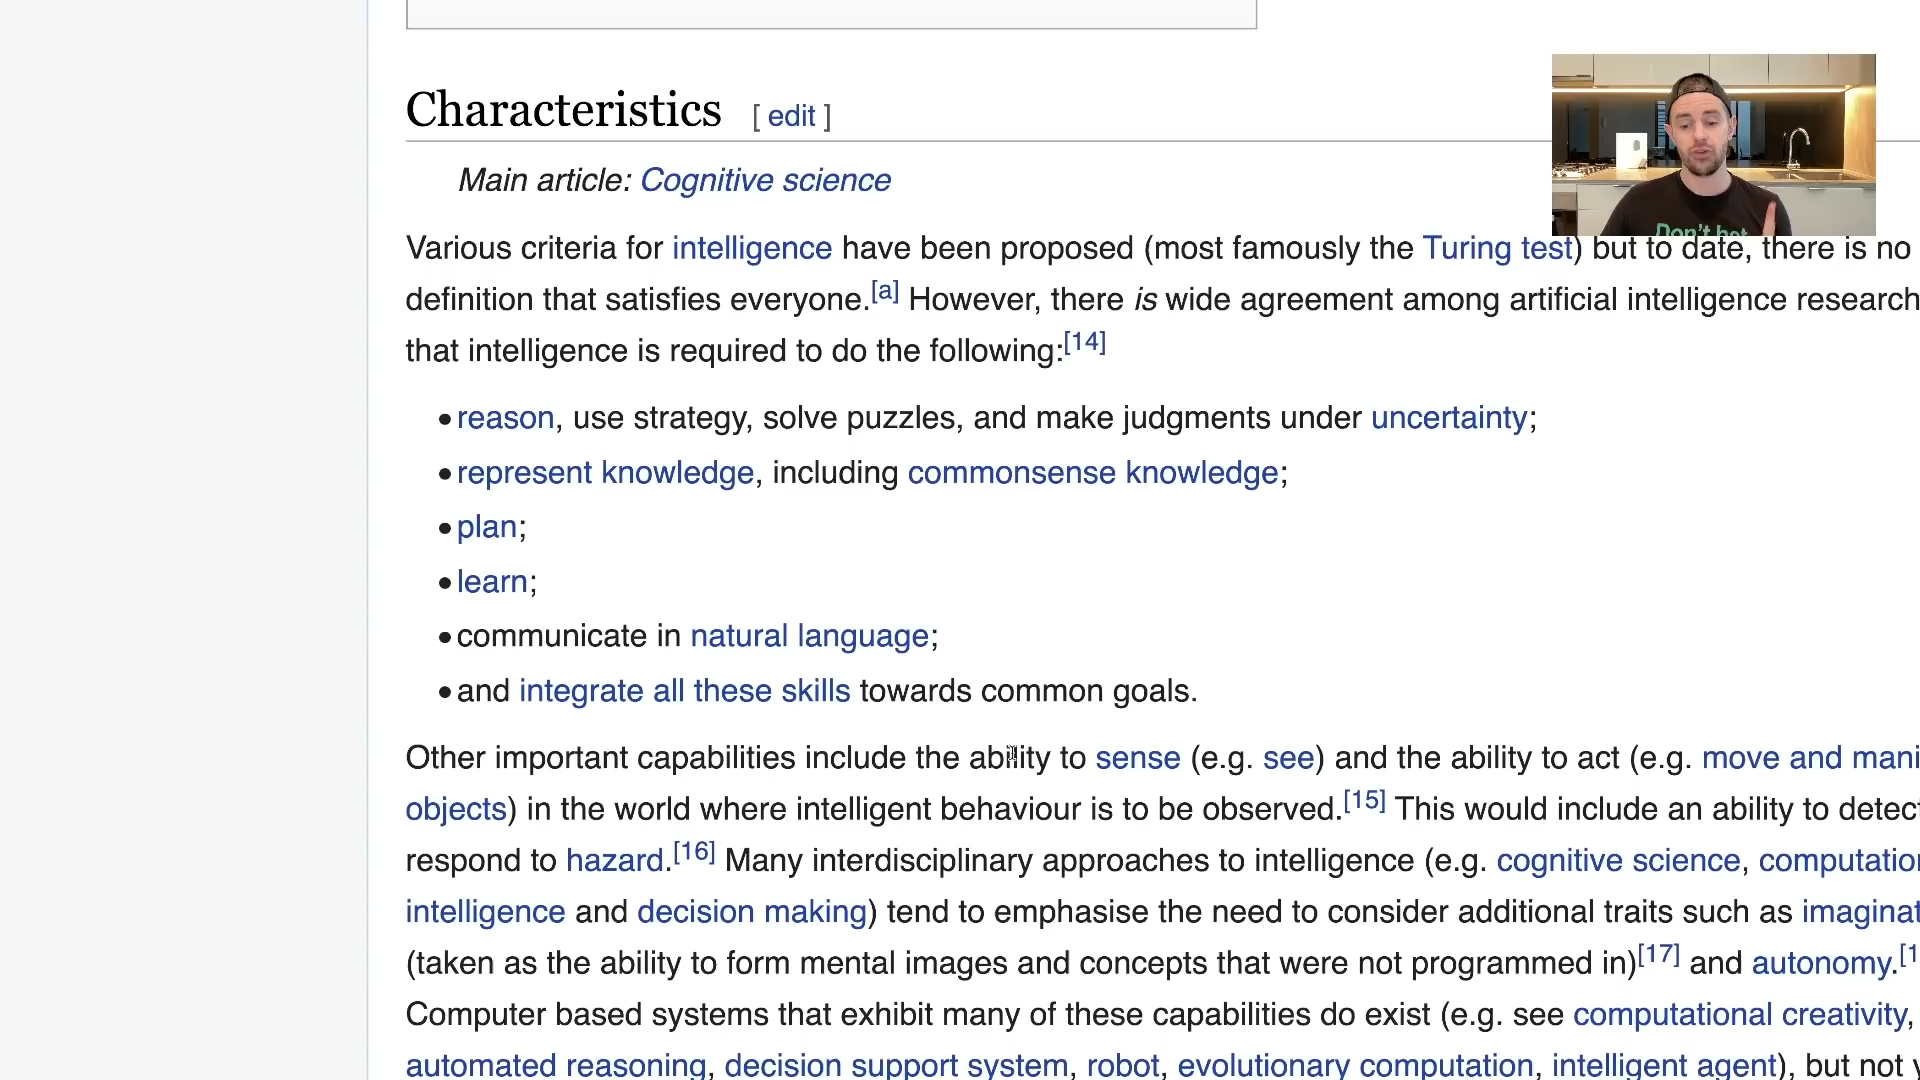 Characteristics [ edit ]
Main article: Cognitive science
Don't bet
Various criteria for intelligence have been proposed (most famously the Turing test) but to date, there is no
definition that satisfies everyone.[a] However, there is wide agreement among artificial intelligence research
that intelligence is required to do the following:[14]
• reason, use strategy, solve puzzles, and make judgments under uncertainty;
• represent knowledge, including commonsense knowledge;
• plan;
• learn;
• communicate in natural language;
• and integrate all these skills towards common goals.
Other important capabilities include the ability to sense (e.g. see) and the ability to act (e.g. move and mani
objects) in the world where intelligent behaviour is to be observed.[15] This would include an ability to detec
respond to hazard.[16] Many interdisciplinary approaches to intelligence (e.g. cognitive science, computatio
intelligence and decision making) tend to emphasise the need to consider additional traits such as imaginat
(taken as the ability to form mental images and concepts that were not programmed in)[17] and autonomy.[1
Computer based systems that exhibit many of these capabilities do exist (e.g. see computational creativity,
automated reasoning, decision support system, robot, evolutionary computation, intelligent agent), but not y